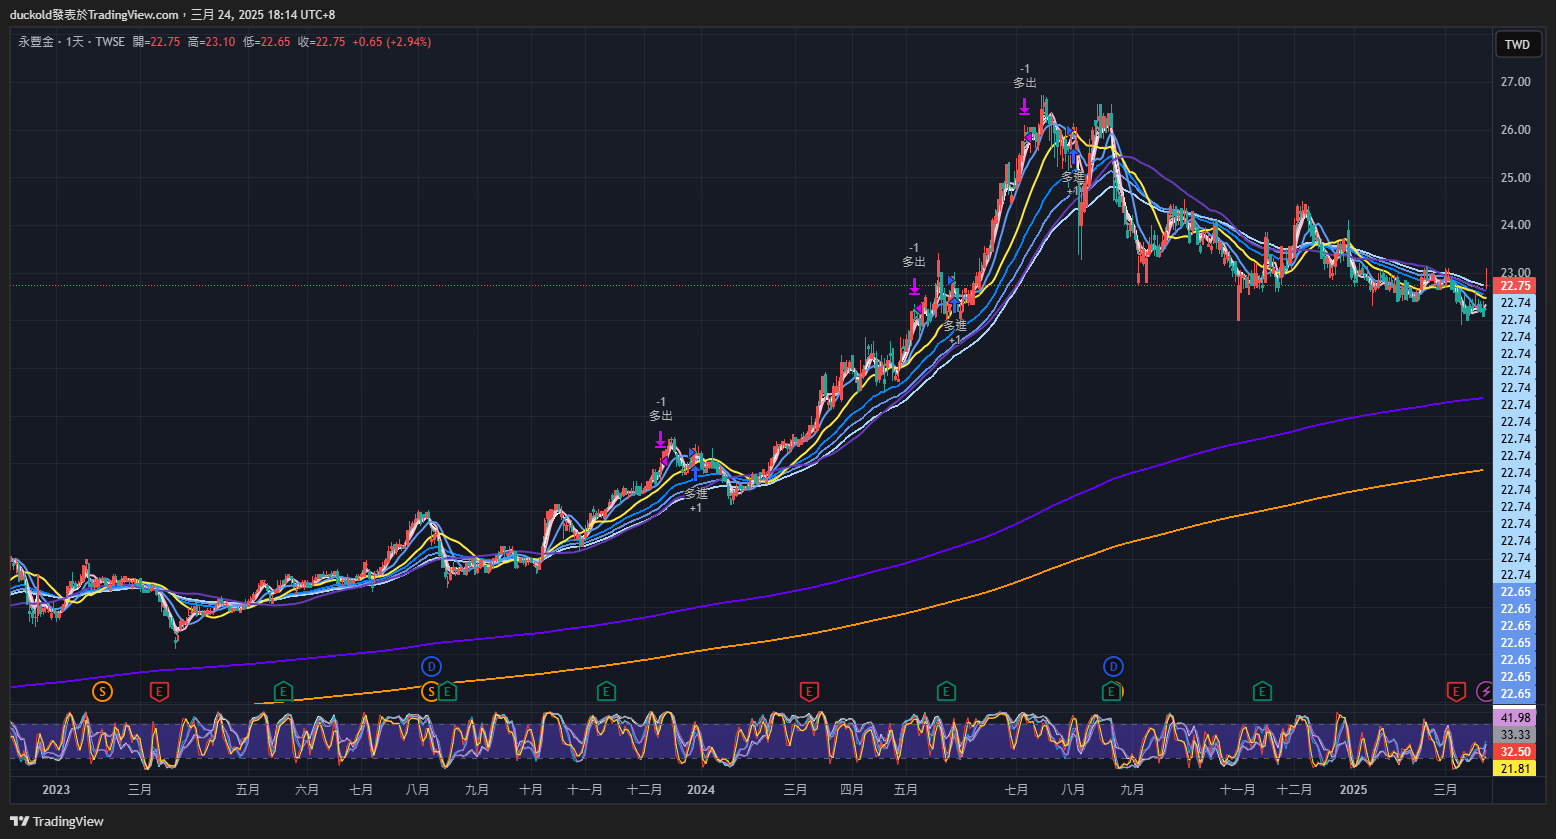 duckold發表於TradingView.com，三月 24, 2025 18:14 UTC+8
永豐金 · 1天 · TWSE 開=22.75 高=23.10 低=22.65 收=22.75 +0.65 (+2.94%)
TWD
-1
多出
27.00
26.00
25.00
多進
+1
24.00
-1
多出
23.00
22.75
22.74
22.74
多進
+1
22.74
22.74
22.74
22.74
22.74
-1
多出
22.74
22.74
22.74
22.74
22.74
多進
+1
22.74
22.74
22.74
22.74
22.74
22.65
22.65
22.65
22.65
22.65
22.65
22.65
D
D
S
E
E
S
E
E
E
E
E
E
E
41.98
33.33
32.50
21.81
2023 三月 五月 六月 七月 八月 九月 十月 十一月 十二月 2024 三月 四月 五月 七月 八月 九月 十一月 十二月 2025 三月
TradingView